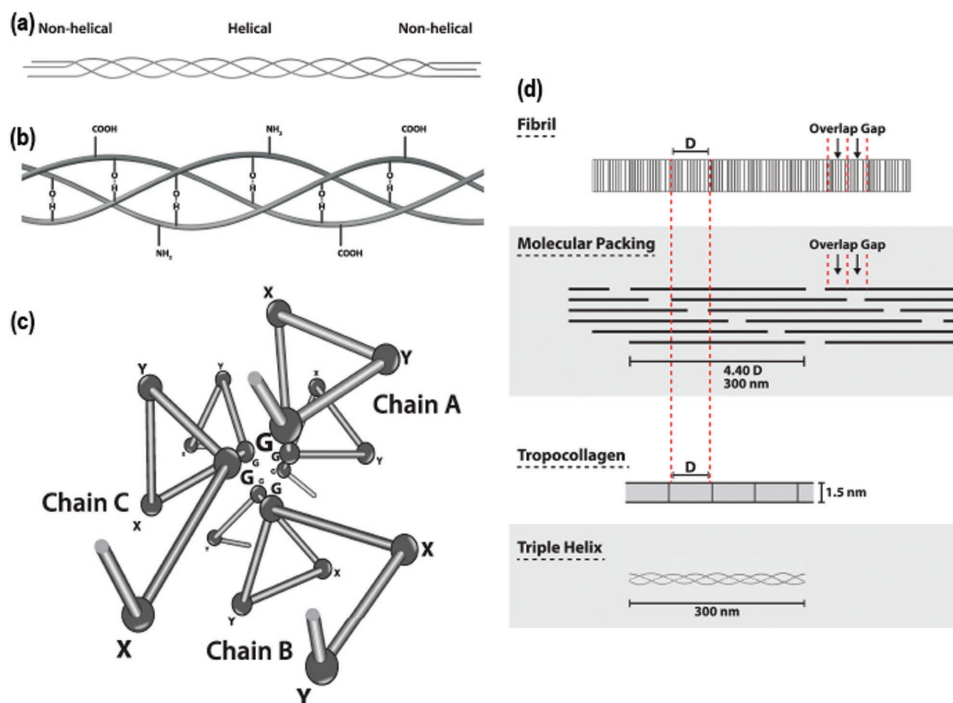 (a)
Non-helical
Helical
Non-helical
(b)
COOH
NH2
COOH
O-H
O-H
O-H
O-H
O-H
NH2
COOH
(c)
X
Y
Chain A
X
Y
G
G
G
Y
Y
X
G
Chain C
X
G
G
G
Y
X
X
Y
X
Chain B
Y
(d)
Fibril
D
Overlap Gap
Molecular Packing
Overlap Gap
4.40 D
300 nm
Tropocollagen
D
1.5 nm
Triple Helix
300 nm